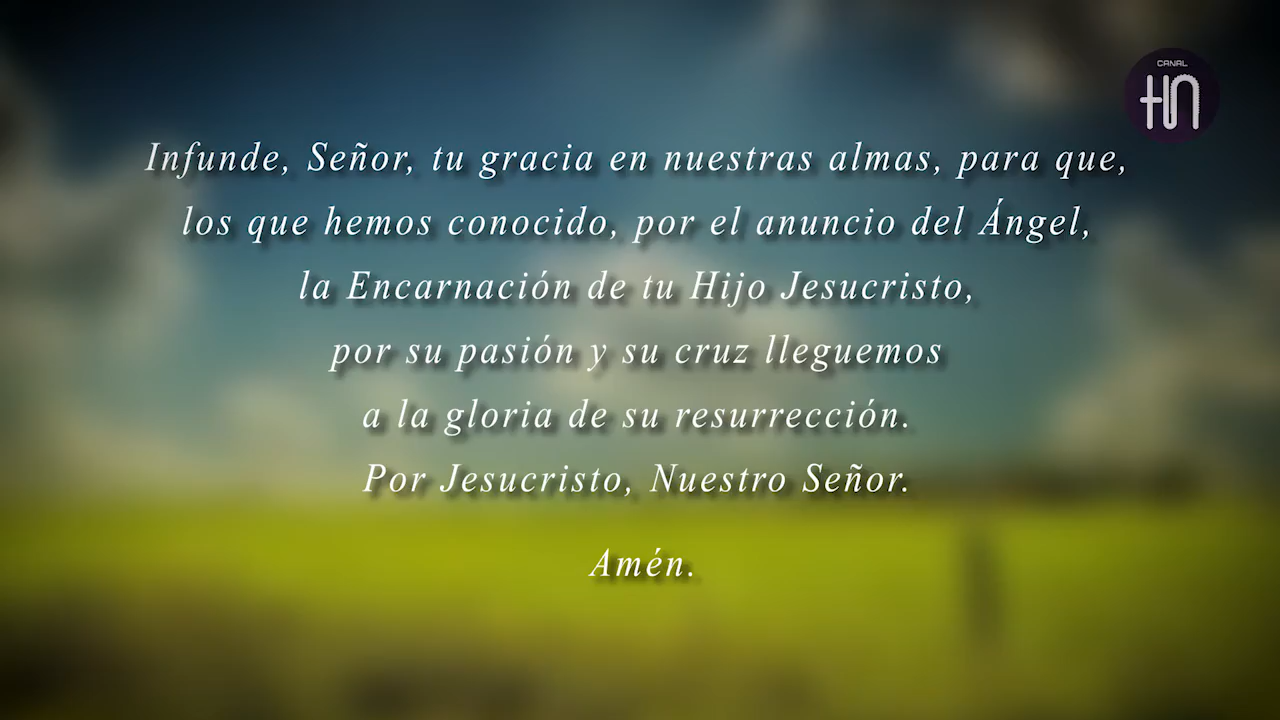 CANAL
HN
Infunde, Señor, tu gracia en nuestras almas, para que,
los que hemos conocido, por el anuncio del Ángel,
la Encarnación de tu Hijo Jesucristo,
por su pasión y su cruz lleguemos
a la gloria de su resurrección.
Por Jesucristo, Nuestro Señor.
Amén.